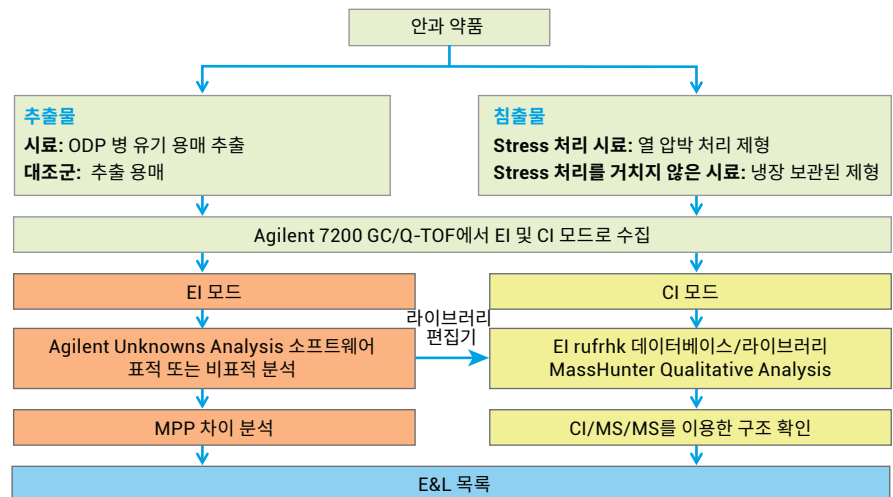 안과 약품
추출물
시료: ODP 병 유기 용매 추출
대조군: 추출 용매
침출물
Stress 처리 시료: 열 압박 처리 제형
Stress 처리를 거치지 않은 시료: 냉장 보관된 제형
Agilent 7200 GC/Q-TOF에서 EI 및 CI 모드로 수집
EI 모드
CI 모드
라이브러리
편집기
Agilent Unknowns Analysis 소프트웨어
표적 또는 비표적 분석
EI rufrhk 데이터베이스/라이브러리
MassHunter Qualitative Analysis
MPP 차이 분석
CI/MS/MS를 이용한 구조 확인
E&L 목록